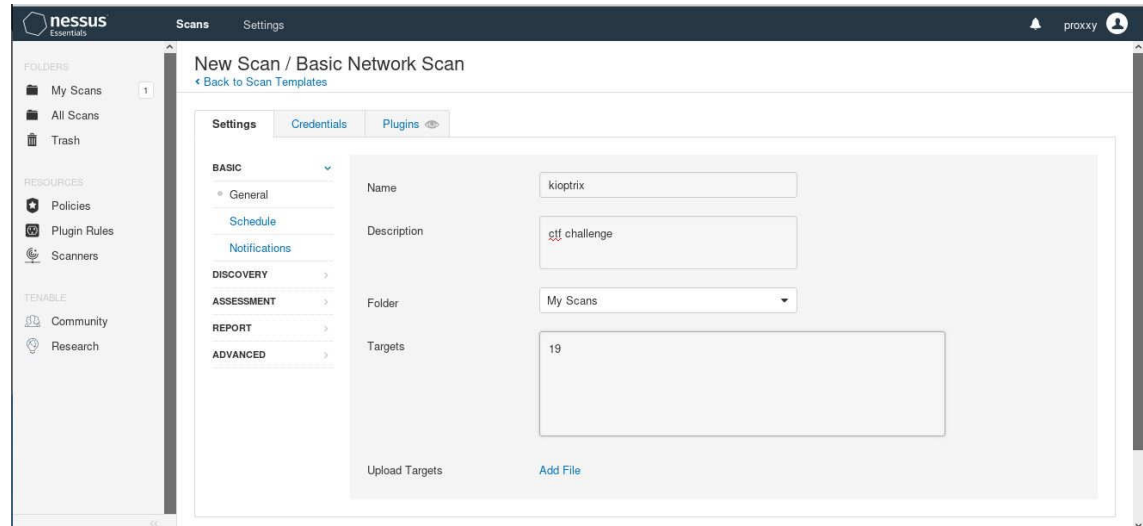 nessus
Essentials
Scans
Settings
proxxy
FOLDERS
My Scans
1
All Scans
Trash
RESOURCES
Policies
Plugin Rules
Scanners
TENABLE
Community
Research
New Scan / Basic Network Scan
Back to Scan Templates
Settings
Credentials
Plugins
BASIC
General
Schedule
Notifications
DISCOVERY
ASSESSMENT
REPORT
ADVANCED
Name
kioptrix
Description
ctf challenge
Folder
My Scans
Targets
19
Upload Targets
Add File